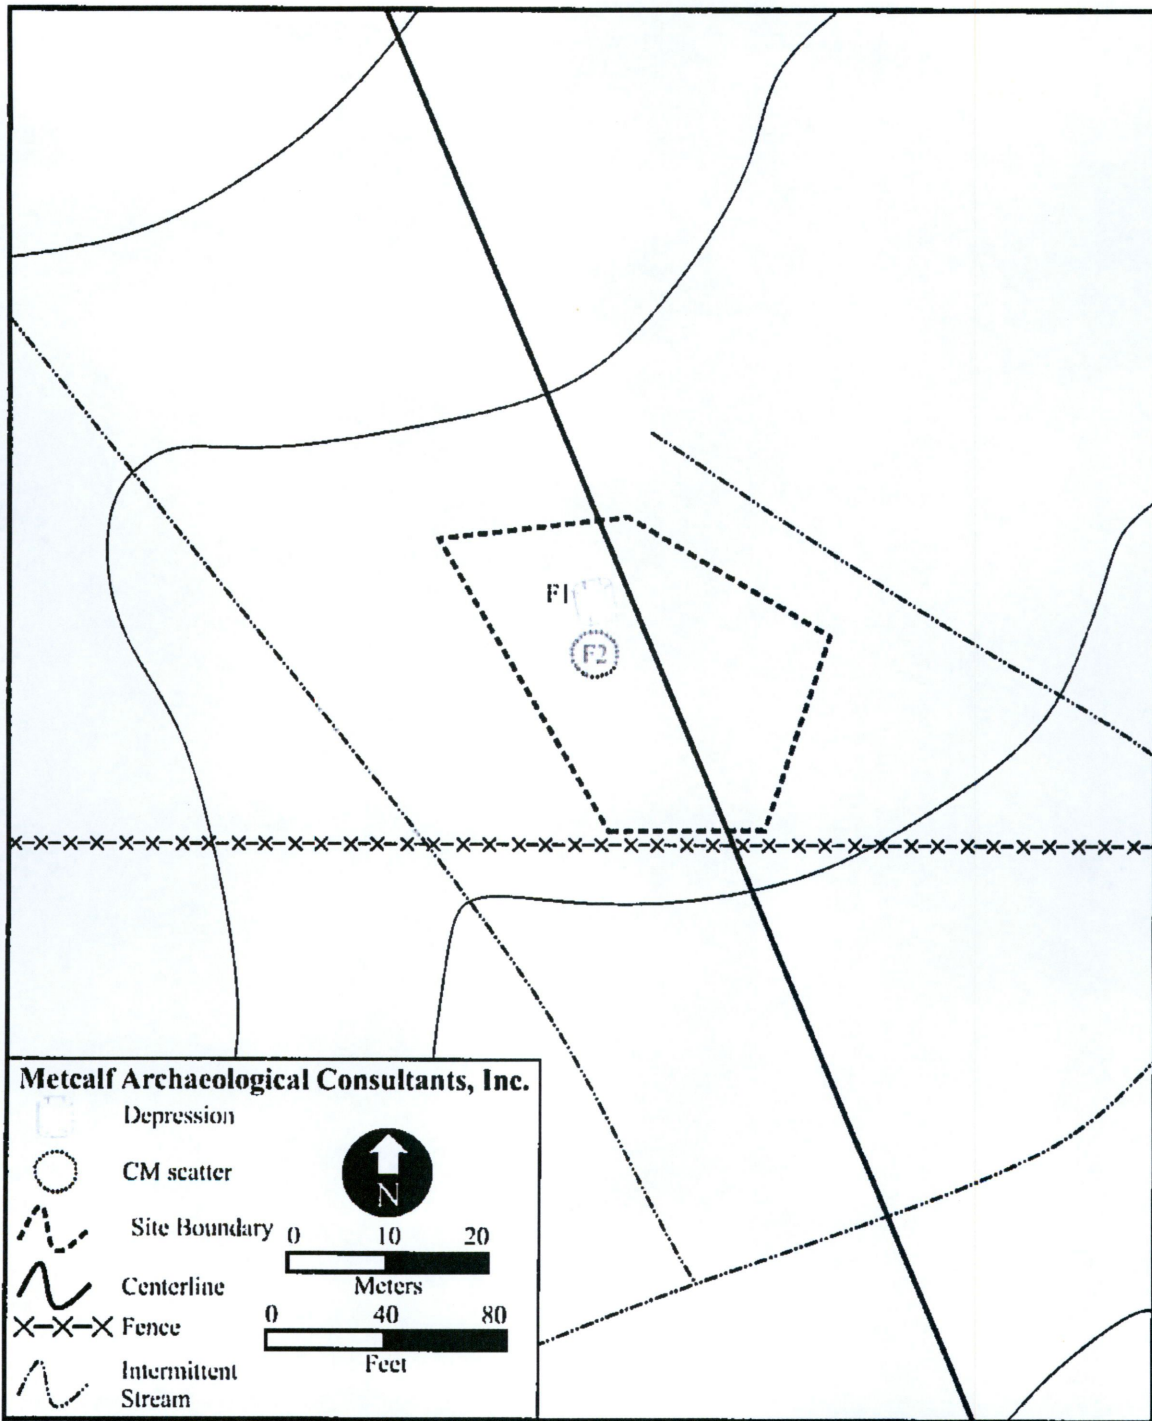 F1
F2
Metcalf Archaeological Consultants, Inc.
Depression
CM scatter
N
Site Boundary
0 10 20
Meters
Centerline
0 40 80
Feet
Fence
Intermittent
Stream